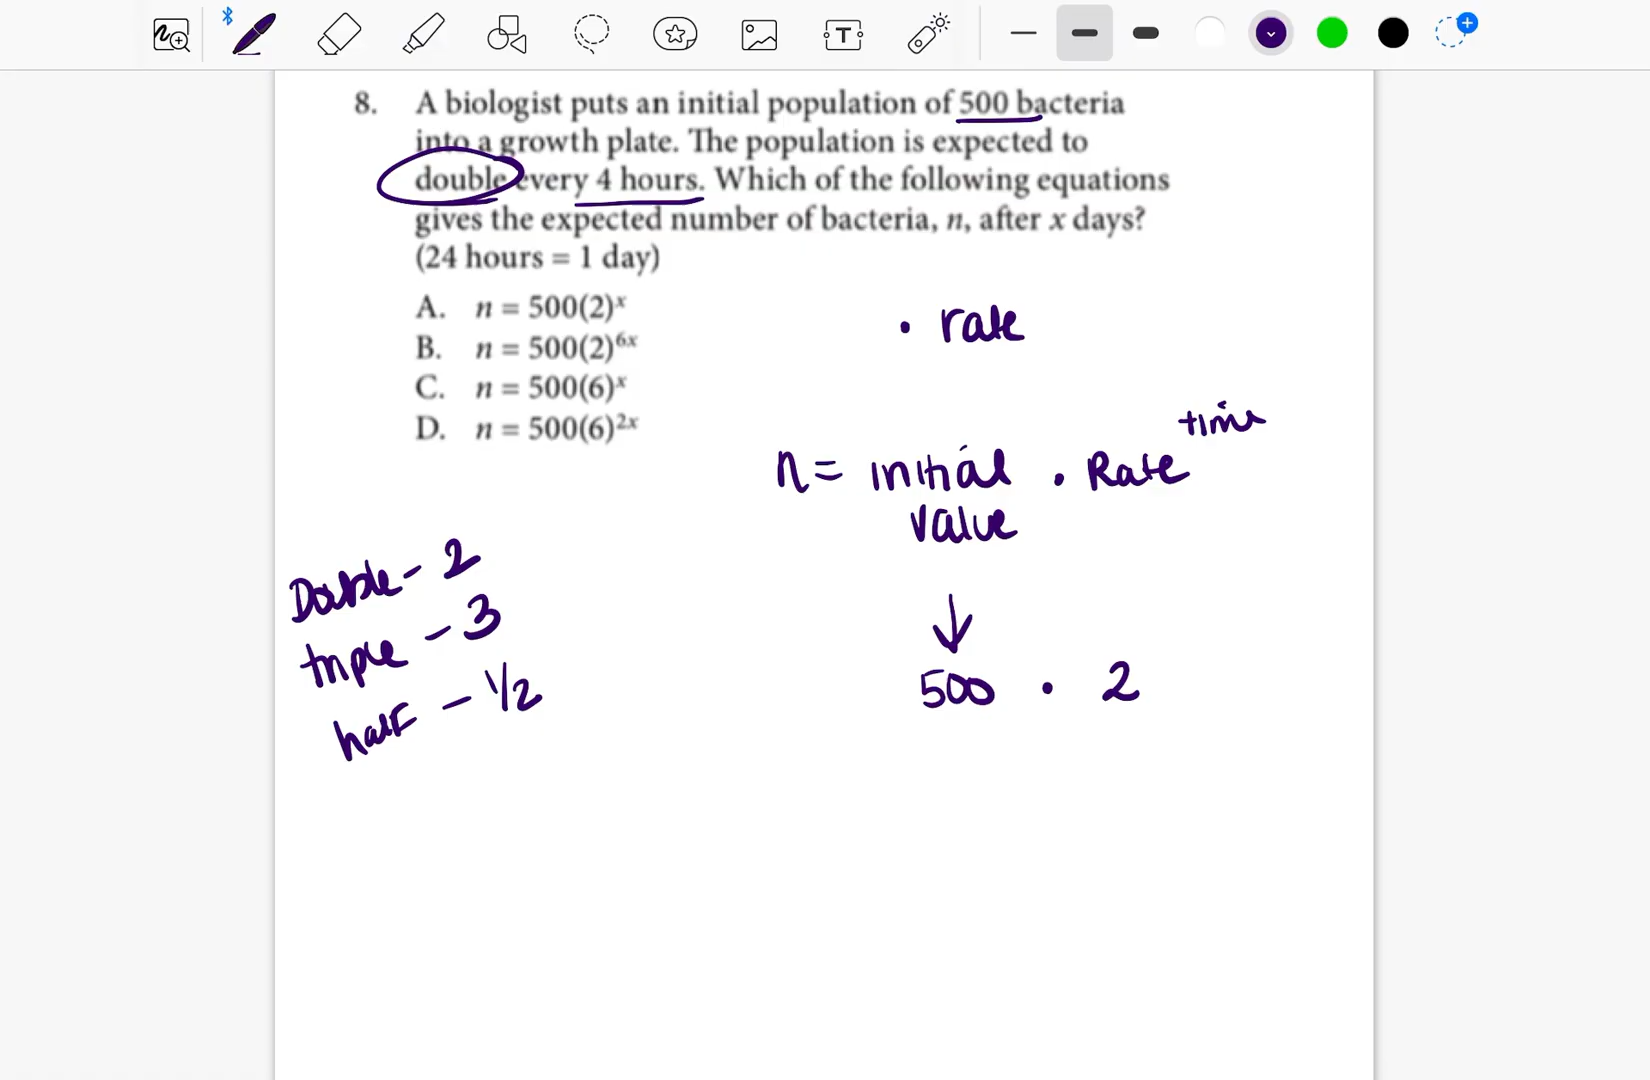 T
8. A biologist puts an initial population of 500 bacteria
into a growth plate. The population is expected to
double every 4 hours. Which of the following equations
gives the expected number of bacteria, n, after x days?
(24 hours = 1 day)
A. n = 500(2)ˣ
B. n = 500(2)⁶ˣ
C. n = 500(6)ˣ
D. n = 500(6)²ˣ
· rate
time
n = initial · Rate
value
Double - 2
triple - 3
half - 1/2
↓
500 · 2